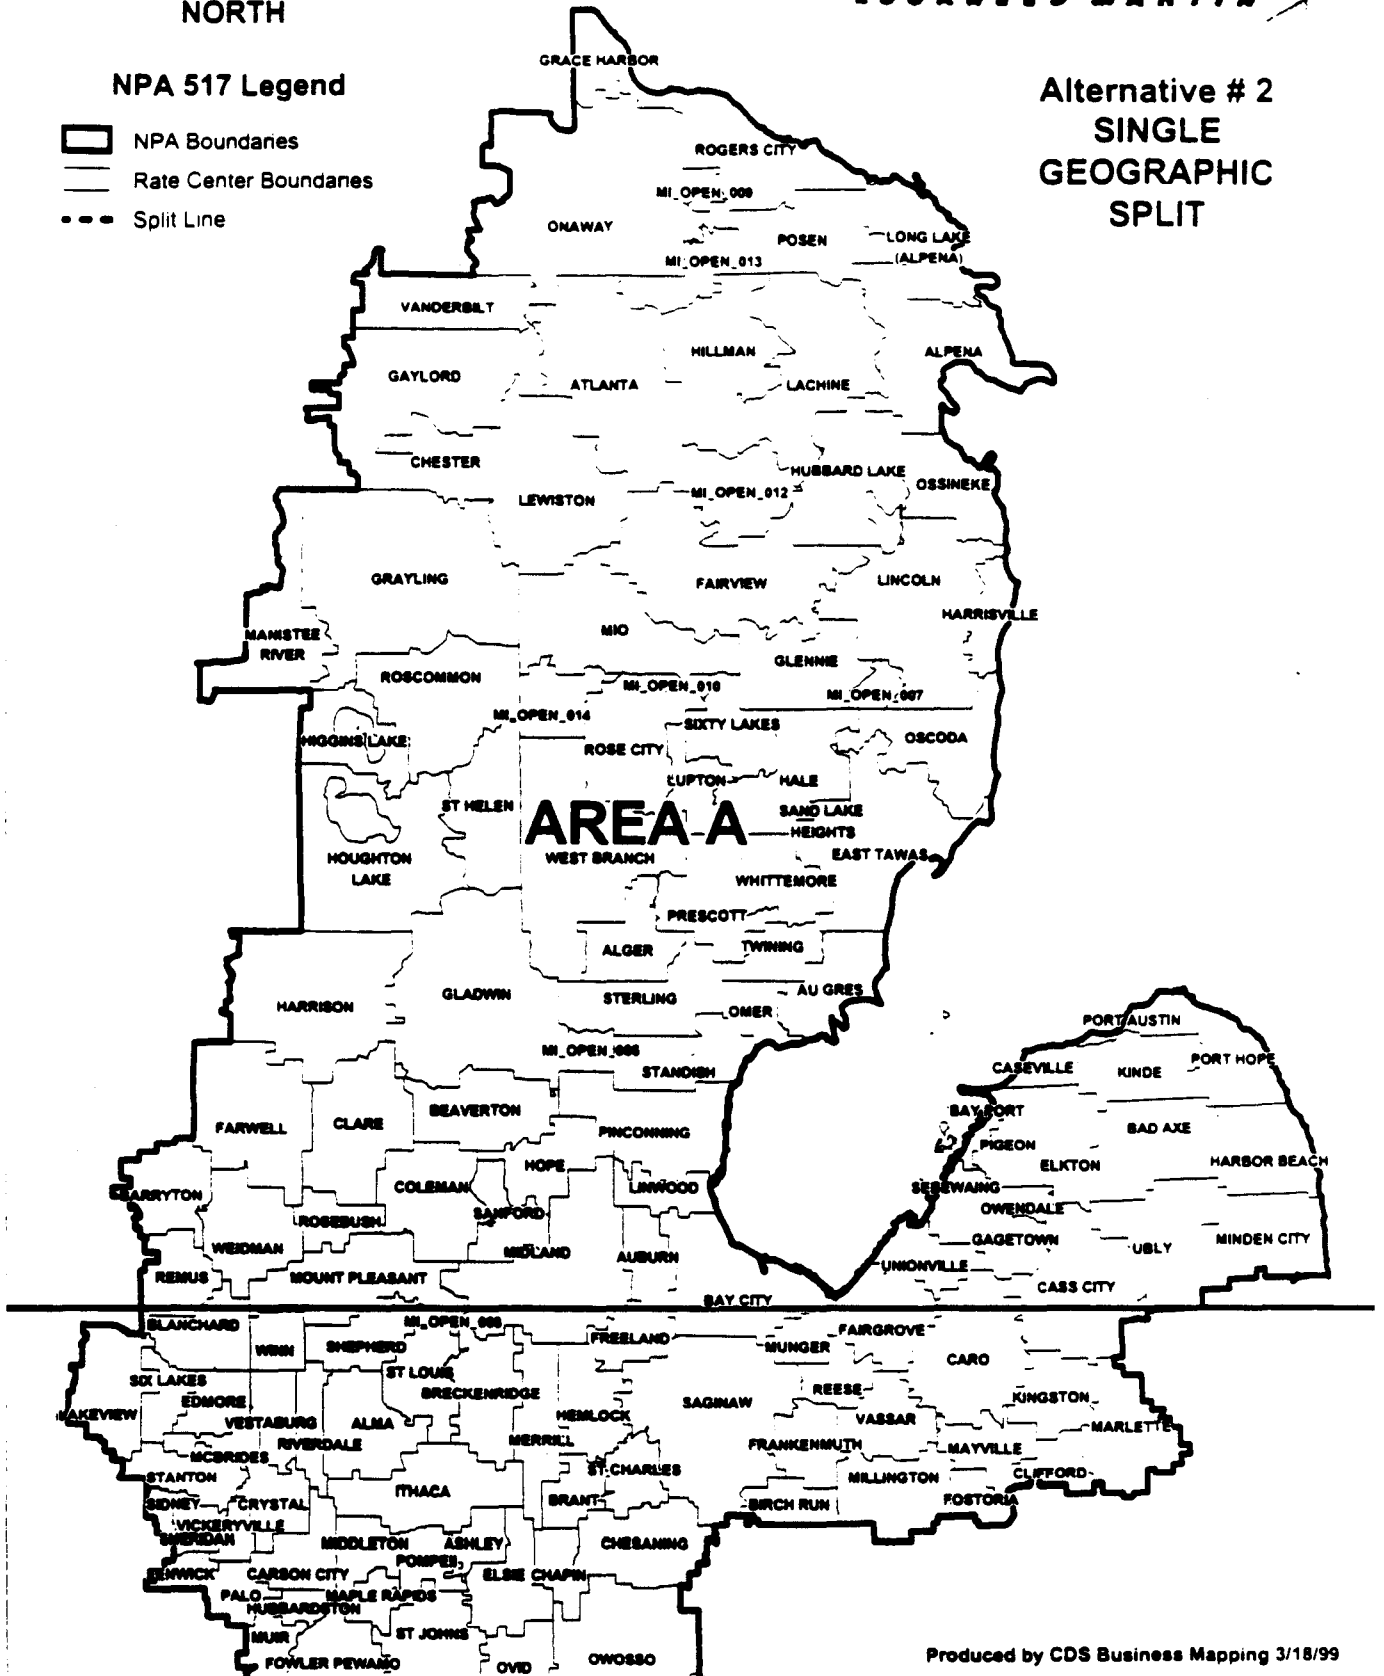 NORTH
LOCKHEED MARTIN
NPA 517 Legend
NPA Boundaries
Rate Center Boundaries
Split Line
Alternative # 2
SINGLE
GEOGRAPHIC
SPLIT
GRACE HARBOR
ROGERS CITY
MI_OPEN_009
ONAWAY
POSEN
LONG LAKE
(ALPENA)
MI_OPEN_013
VANDERBILT
HILLMAN
ALPENA
GAYLORD
ATLANTA
LACHINE
CHESTER
HUBBARD LAKE
OSSINEKE
LEWISTON
MI_OPEN_012
GRAYLING
FAIRVIEW
LINCOLN
HARRISVILLE
MANISTEE
RIVER
MIO
GLENNIE
ROSCOMMON
MI_OPEN_010
MI_OPEN_007
MI_OPEN_014
SIXTY LAKES
HIGGINS LAKE
ROSE CITY
OSCODA
LUPTON
HALE
ST HELEN
SAND LAKE
HEIGHTS
AREA A
HOUGHTON
LAKE
WEST BRANCH
EAST TAWAS
WHITTEMORE
PRESCOTT
ALGER
TWINING
HARRISON
GLADWIN
STERLING
AU GRES
OMER
PORT AUSTIN
STANDISH
CASEVILLE
KINDE
PORT HOPE
BEAVERTON
BAY PORT
FARWELL
CLARE
PINCONNING
PIGEON
BAD AXE
HOPE
ELKTON
HARBOR BEACH
BARRYTON
COLEMAN
LINWOOD
SEBEWAING
ROSEBUSH
SANFORD
OWENDALE
WEIDMAN
MIDLAND
AUBURN
GAGETOWN
UBLY
MINDEN CITY
REMUS
MOUNT PLEASANT
UNIONVILLE
CASS CITY
BAY CITY
BLANCHARD
WINN
SHEPHERD
FREELAND
MUNGER
FAIRGROVE
CARO
SIX LAKES
ST LOUIS
EDMORE
BRECKENRIDGE
SAGINAW
REESE
KINGSTON
LAKEVIEW
VESTABURG
ALMA
HEMLOCK
VASSAR
MARLETTE
RIVERDALE
MERRILL
FRANKENMUTH
MAYVILLE
MCBRIDES
STANTON
ITHACA
ST CHARLES
MILLINGTON
CLIFFORD
SIDNEY
CRYSTAL
BRANT
BIRCH RUN
FOSTORIA
VICKERYVILLE
SHERIDAN
MIDDLETON
ASHLEY
CHESANING
POMPEII
FENWICK
CARSON CITY
ELSIE CHAPIN
PALO
MAPLE RAPIDS
HUBBARDSTON
MUIR
ST JOHNS
FOWLER PEWAMO
OVID
OWOSSO
Produced by CDS Business Mapping 3/18/99